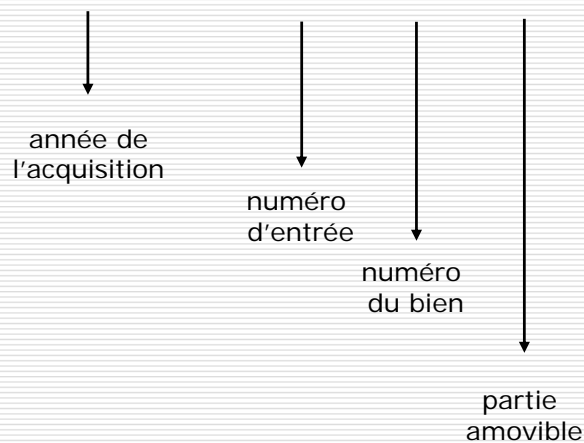 année de
l'acquisition
numéro
d'entrée
numéro
du bien
partie
amovible